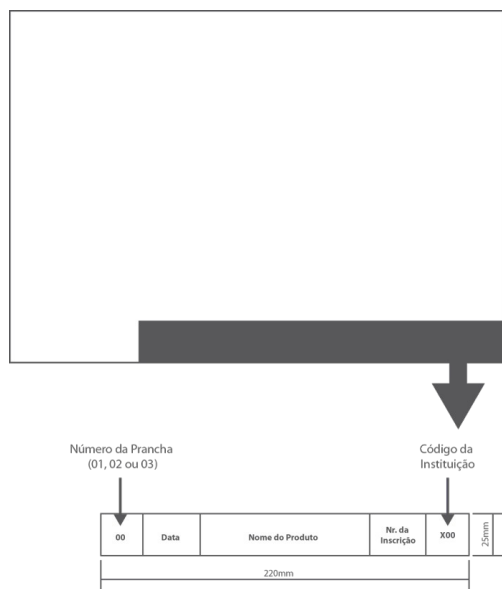 Número da Prancha
(01, 02 ou 03)
Código da
Instituição
00
Data
Nome do Produto
Nr. da
Inscrição
X00
25mm
220mm